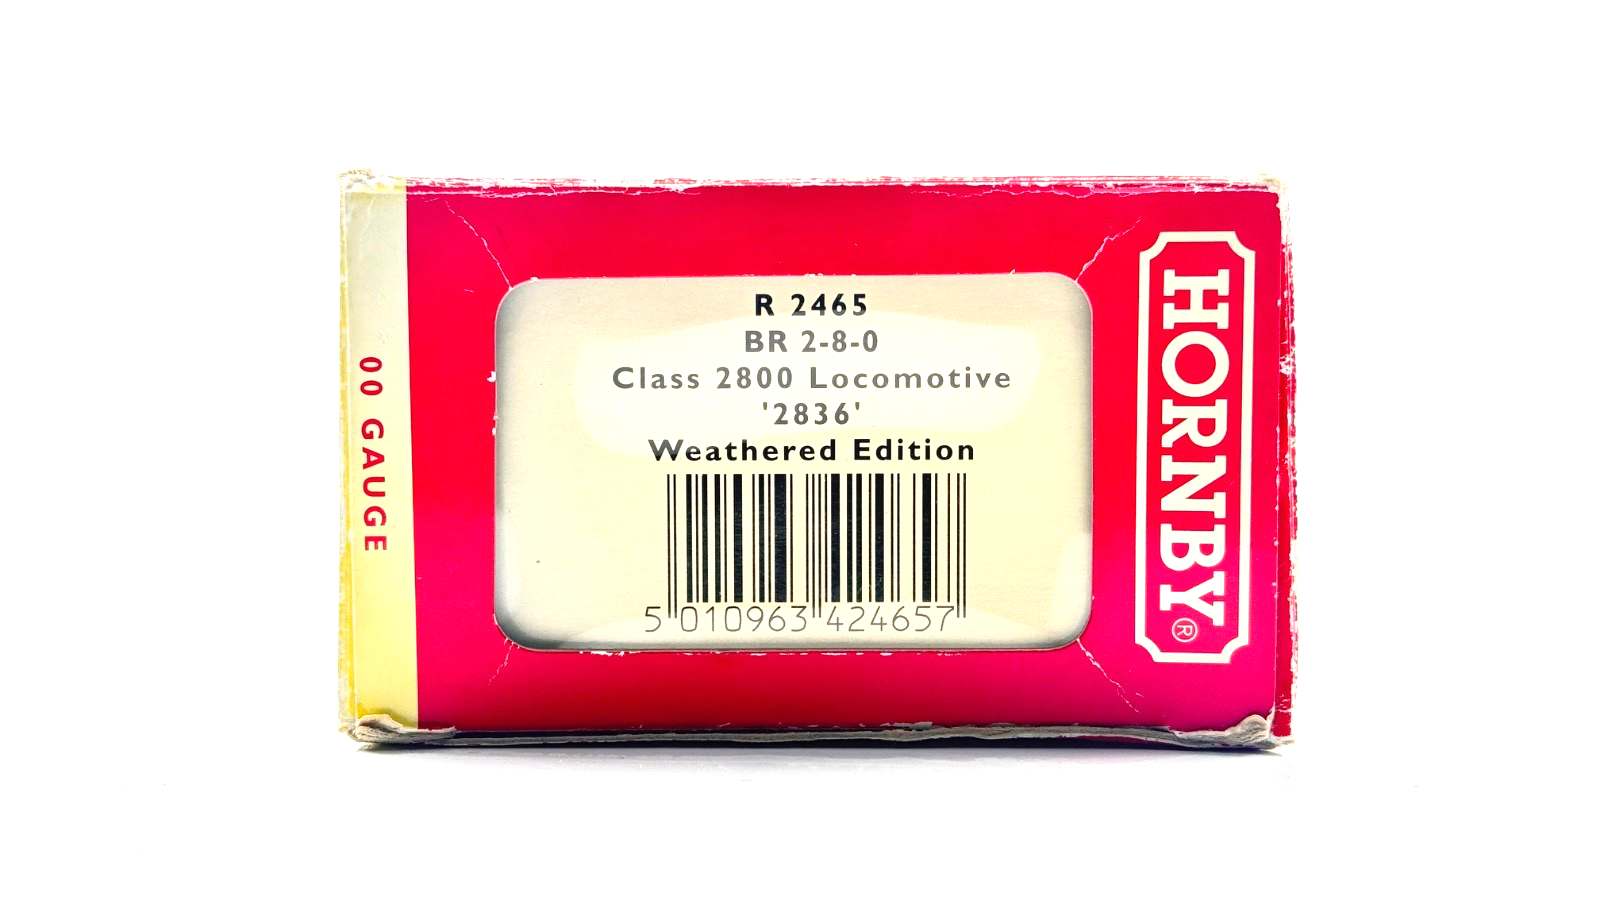 00 GAUGE
R 2465
BR 2-8-0
Class 2800 Locomotive
'2836'
Weathered Edition
5 010963 424657
HORNBY®